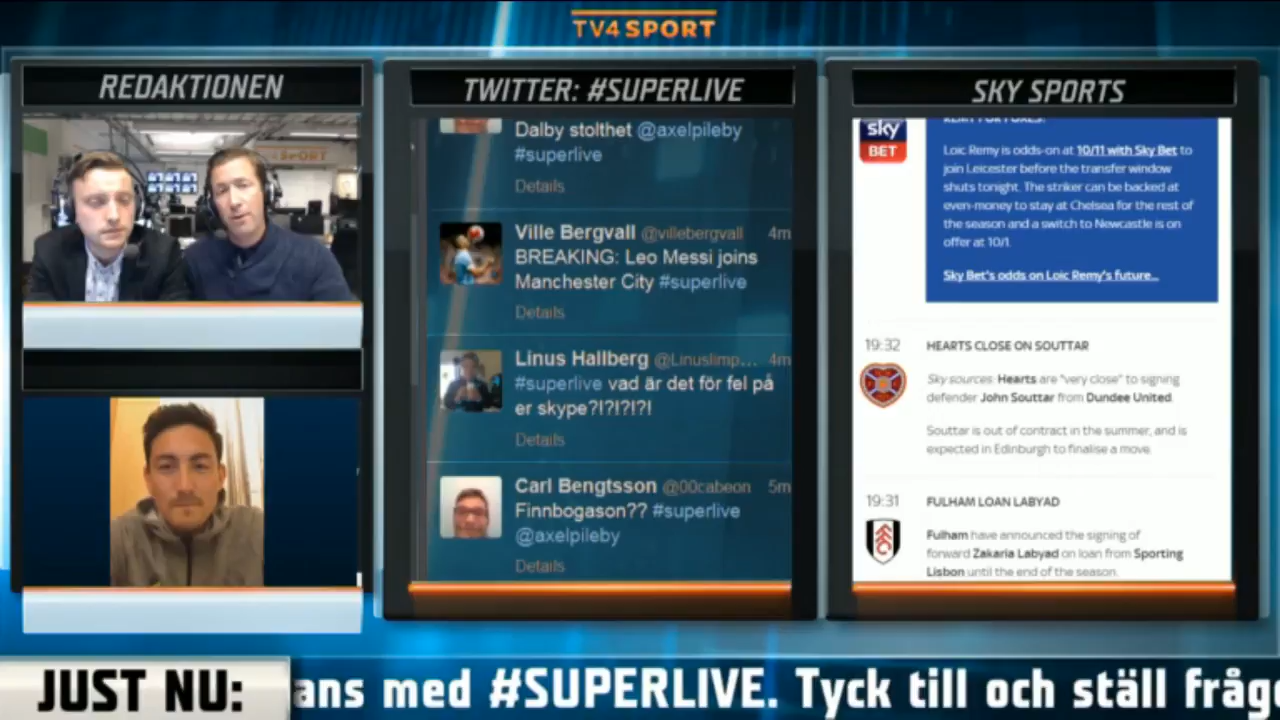 TV4 SPORT
REDAKTIONEN
SPORT
TWITTER: #SUPERLIVE
Dalby stolthet @axelpileby
#superlive
Details
Ville Bergvall @villebergvall 4m
BREAKING: Leo Messi joins
Manchester City #superlive
Details
Linus Hallberg @Linuslimp... 4m
#superlive vad är det för fel på
er skype?!?!?!?!
Details
Carl Bengtsson @00cabeon 5m
Finnbogason?? #superlive
@axelpileby
Details
SKY SPORTS
sky
BET
REMY FOR FOXES?
Loic Remy is odds-on at 10/11 with Sky Bet to
join Leicester before the transfer window
shuts tonight. The striker can be backed at
even-money to stay at Chelsea for the rest of
the season and a switch to Newcastle is on
offer at 10/1.
Sky Bet's odds on Loic Remy's future...
19:32 HEARTS CLOSE ON SOUTTAR
Sky sources: Hearts are "very close" to signing
defender John Souttar from Dundee United.
Souttar is out of contract in the summer, and is
expected in Edinburgh to finalise a move.
19:31 FULHAM LOAN LABYAD
Fulham have announced the signing of
forward Zakaria Labyad on loan from Sporting
Lisbon until the end of the season.
JUST NU: ans med #SUPERLIVE. Tyck till och ställ fråge